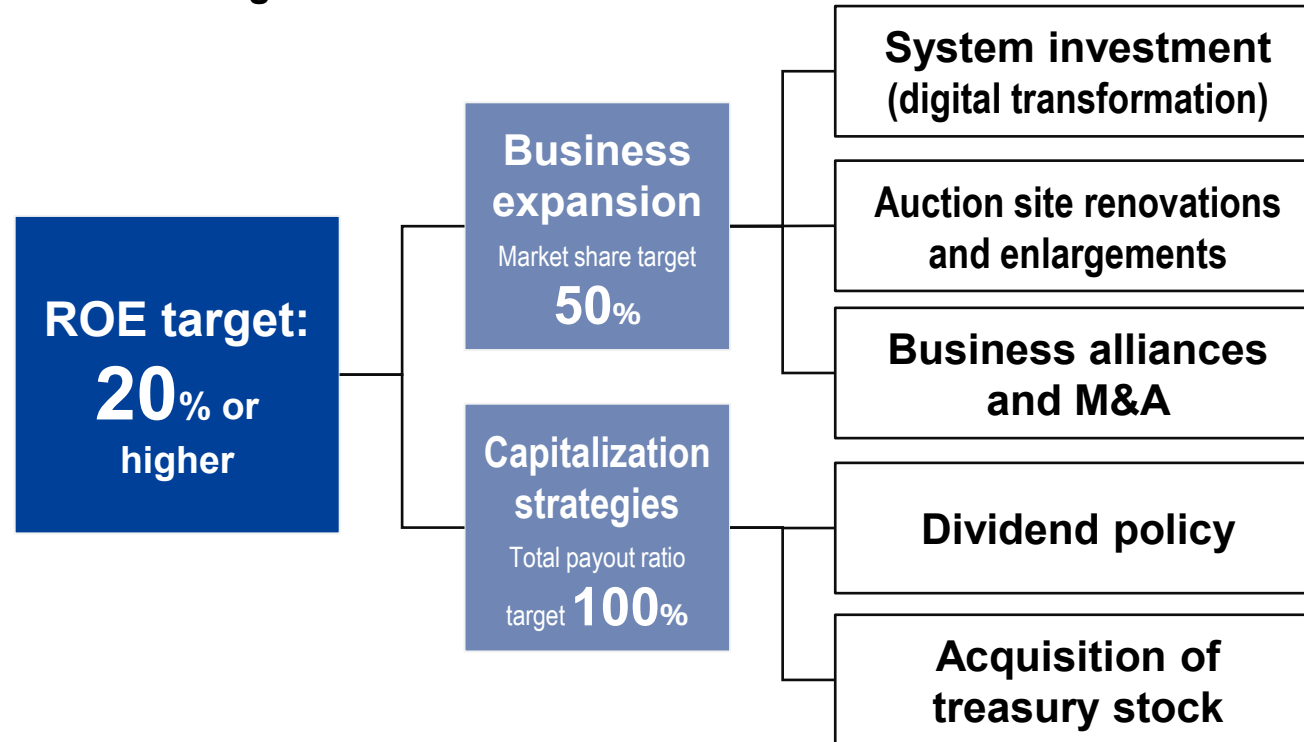 ROE target:
20% or
higher
Business
expansion
Market share target
50%
Capitalization
strategies
Total payout ratio
target 100%
System investment
(digital transformation)
Auction site renovations
and enlargements
Business alliances
and M&A
Dividend policy
Acquisition of
treasury stock